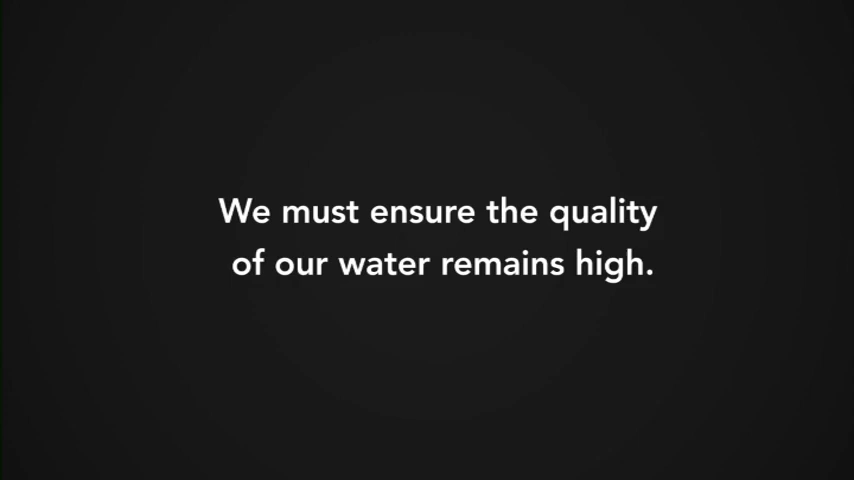 We must ensure the quality
of our water remains high.